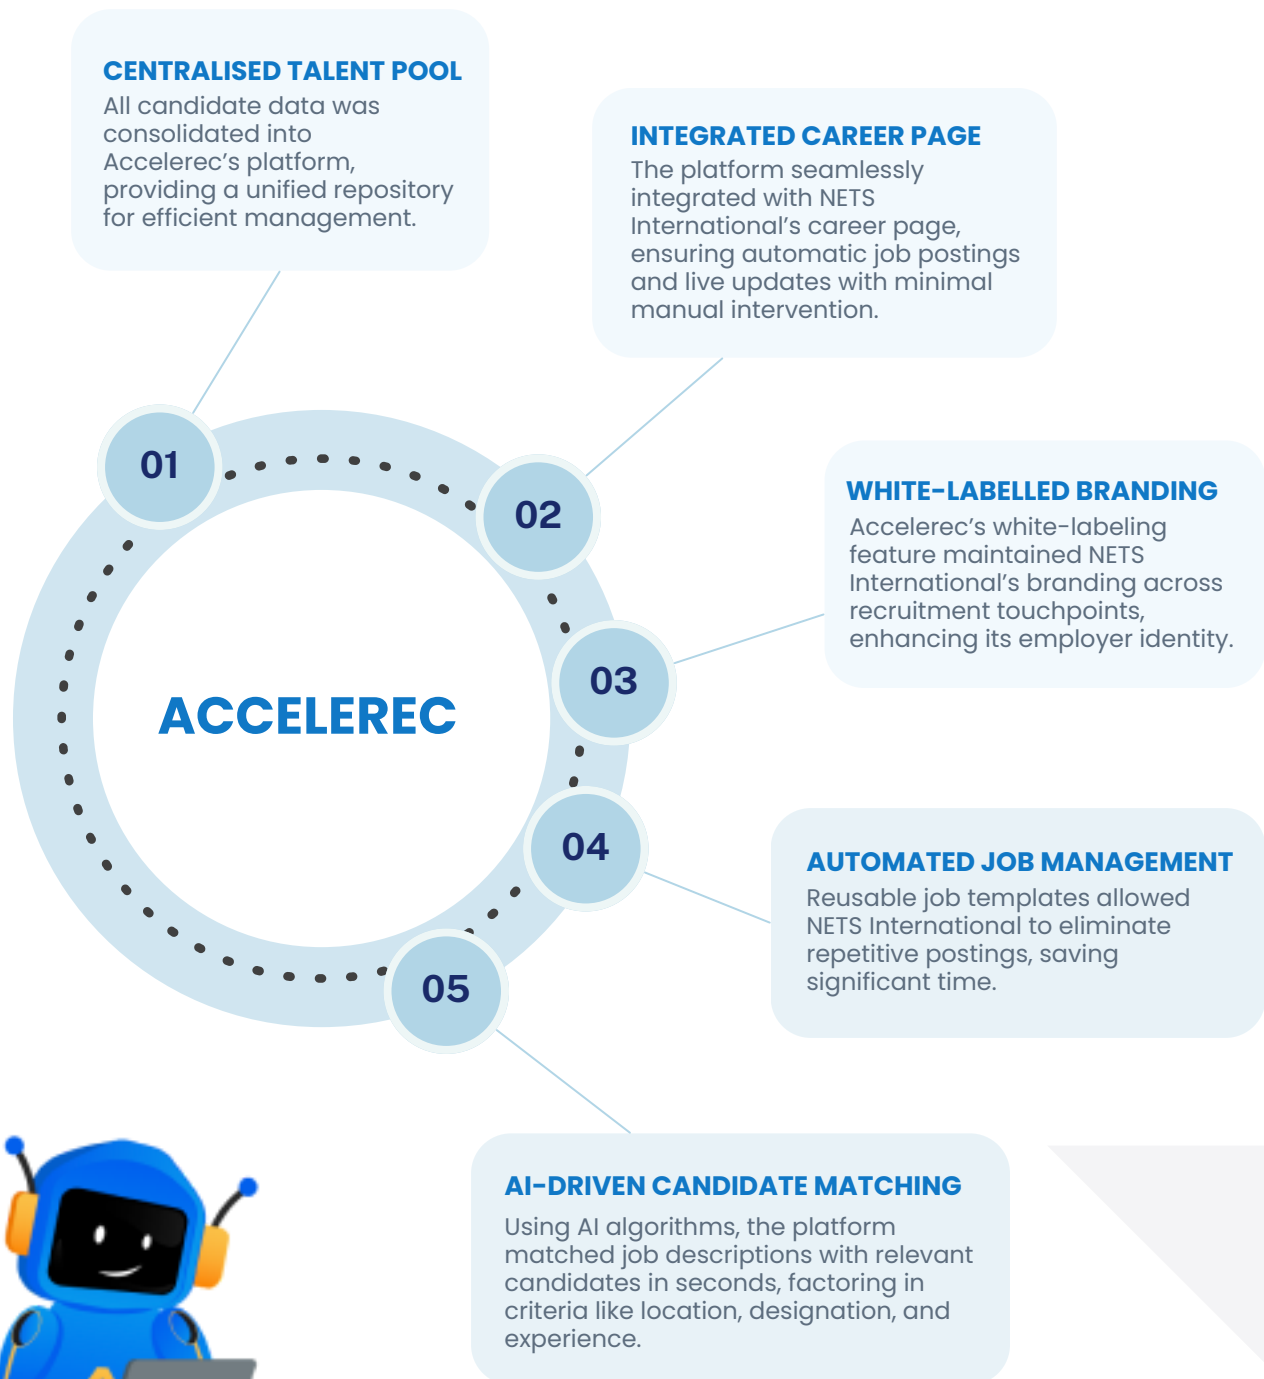 CENTRALISED TALENT POOL
All candidate data was
consolidated into
Accelerec’s platform,
providing a unified repository
for efficient management.
INTEGRATED CAREER PAGE
The platform seamlessly
integrated with NETS
International’s career page,
ensuring automatic job postings
and live updates with minimal
manual intervention.
01
02
WHITE-LABELLED BRANDING
Accelerec’s white-labeling
feature maintained NETS
International’s branding across
recruitment touchpoints,
enhancing its employer identity.
03
ACCELEREC
04
AUTOMATED JOB MANAGEMENT
Reusable job templates allowed
NETS International to eliminate
repetitive postings, saving
significant time.
05
AI-DRIVEN CANDIDATE MATCHING
Using AI algorithms, the platform
matched job descriptions with relevant
candidates in seconds, factoring in
criteria like location, designation, and
experience.